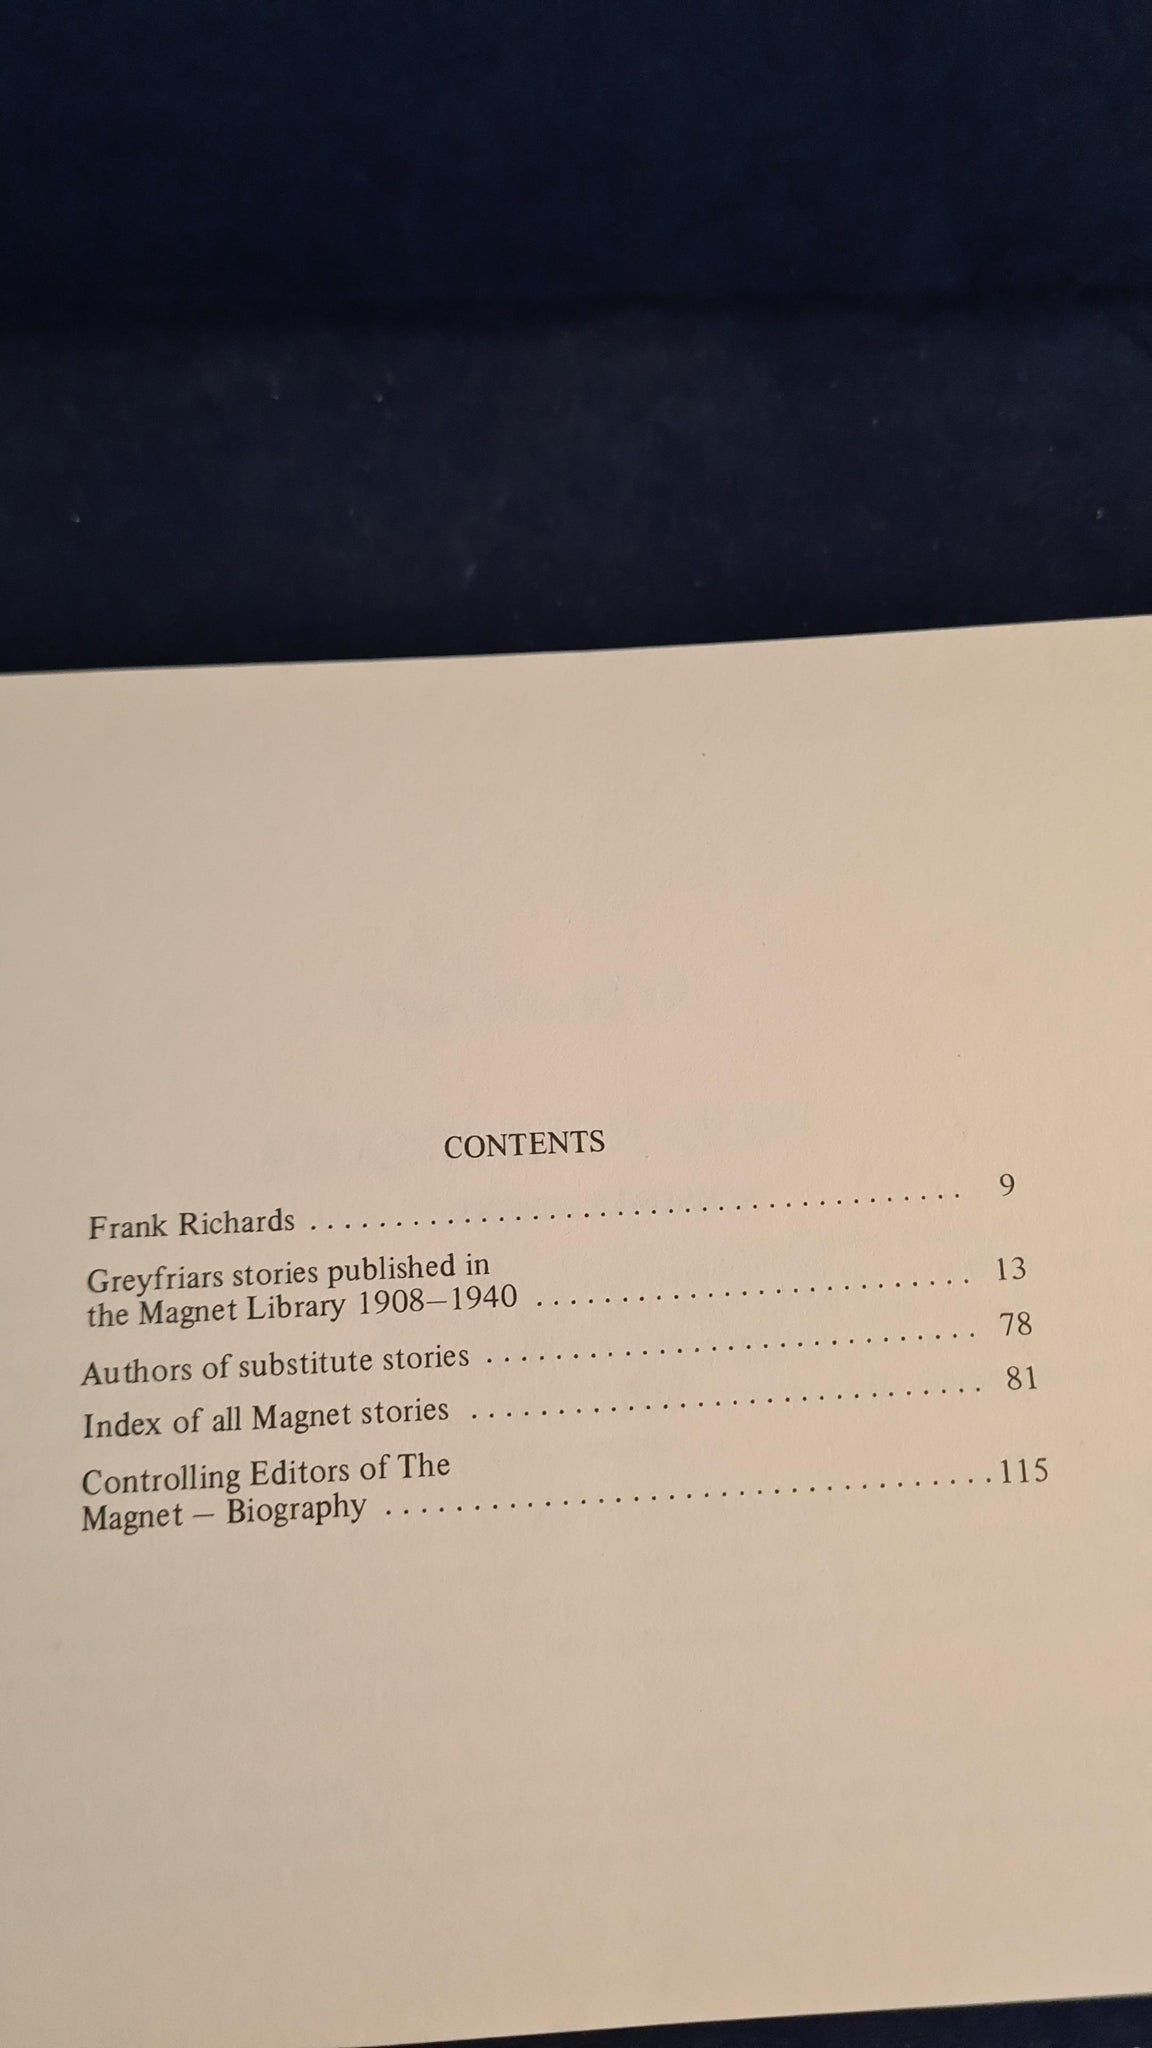 CONTENTS
Frank Richards . . . . . . . . . . . . . . . . . . . . . . . . . . . . . . . . . . . . . . 9
Greyfriars stories published in
the Magnet Library 1908–1940 . . . . . . . . . . . . . . . . . . . . . . . . . . 13
Authors of substitute stories . . . . . . . . . . . . . . . . . . . . . . . . . . . . . 78
Index of all Magnet stories . . . . . . . . . . . . . . . . . . . . . . . . . . . . . . 81
Controlling Editors of The
Magnet – Biography . . . . . . . . . . . . . . . . . . . . . . . . . . . . . . . . . . . 115